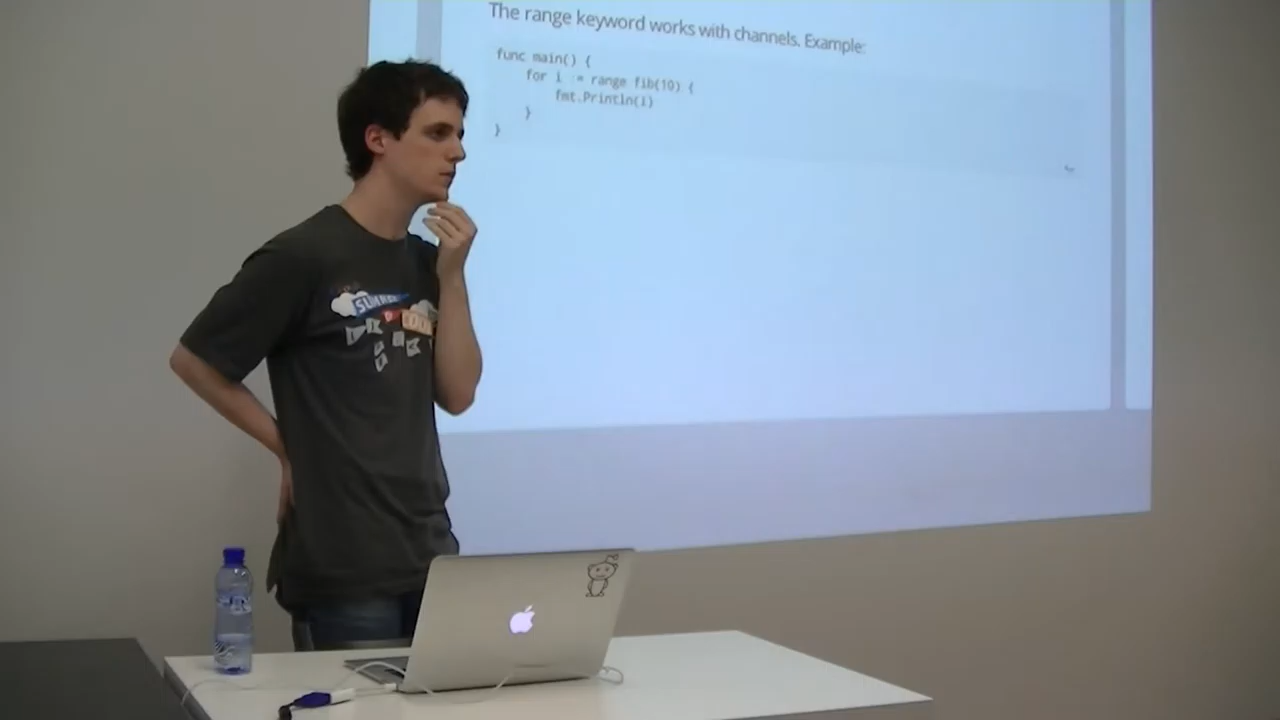 The range keyword works with channels. Example:
func main() {
for i := range fib(10) {
fmt.Println(i)
}
}